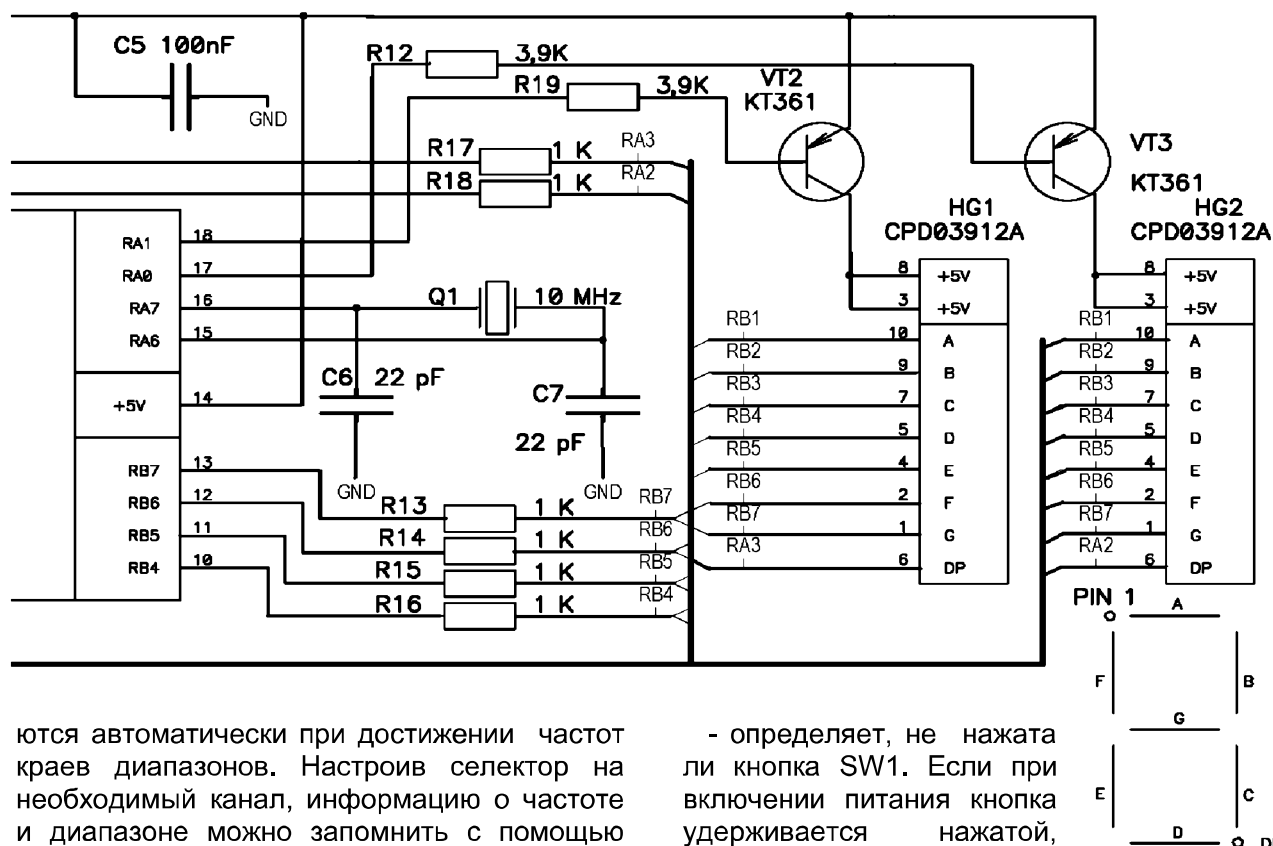 C5 100nF
GND
R12 3,9K
R19 3,9K
VT2
KT361
VT3
KT361
R17 1 K RA3
R18 1 K RA2
HG1
CPD03912A
HG2
CPD03912A
RA1 18
RA0 17
RA7 16
RA6 15
+5V 14
RB7 13
RB6 12
RB5 11
RB4 10
Q1 10 MHz
C6 22 pF
GND
C7
22 pF
GND
R13 1 K RB7
R14 1 K RB6
R15 1 K RB5
R16 1 K RB4
8 +5V
3 +5V
RB1 10 A
RB2 9 B
RB3 7 C
RB4 5 D
RB5 4 E
RB6 2 F
RB7 1 G
RA3 6 DP
8 +5V
3 +5V
RB1 10 A
RB2 9 B
RB3 7 C
RB4 5 D
RB5 4 E
RB6 2 F
RB7 1 G
RA2 6 DP
PIN 1
A
F B
G
E C
D
ются автоматически при достижении частот
краев диапазонов. Настроив селектор на
необходимый канал, информацию о частоте
и диапазоне можно запомнить с помощью
- определяет, не нажата
ли кнопка SW1. Если при
включении питания кнопка
удерживается нажатой,